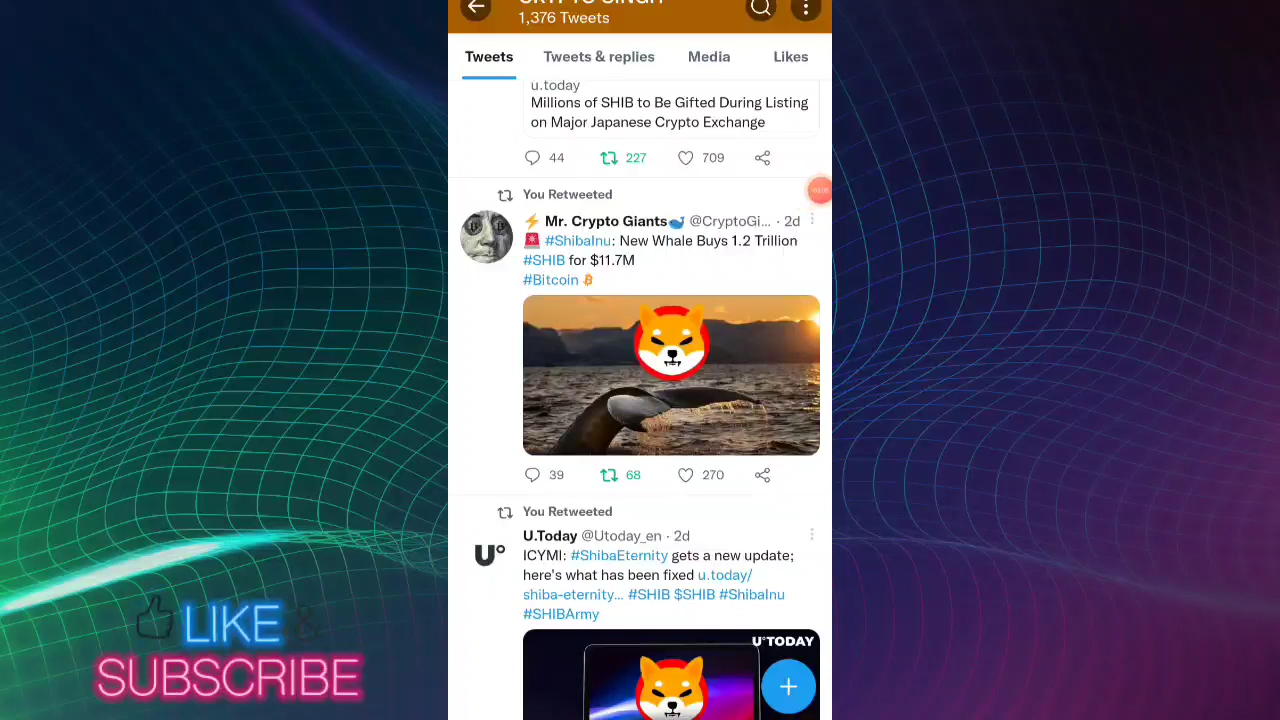 1,376 Tweets
Tweets Tweets & replies Media Likes
u.today
Millions of SHIB to Be Gifted During Listing
on Major Japanese Crypto Exchange
44 227 709
You Retweeted
Mr. Crypto Giants @CryptoGi... · 2d
#ShibaInu: New Whale Buys 1.2 Trillion
#SHIB for $11.7M
#Bitcoin
39 68 270
You Retweeted
U.Today @Utoday_en · 2d
ICYMI: #ShibaEternity gets a new update;
here's what has been fixed u.today/
shiba-eternity... #SHIB $SHIB #ShibaInu
#SHIBArmy
U°TODAY
U°
LIKE &
SUBSCRIBE